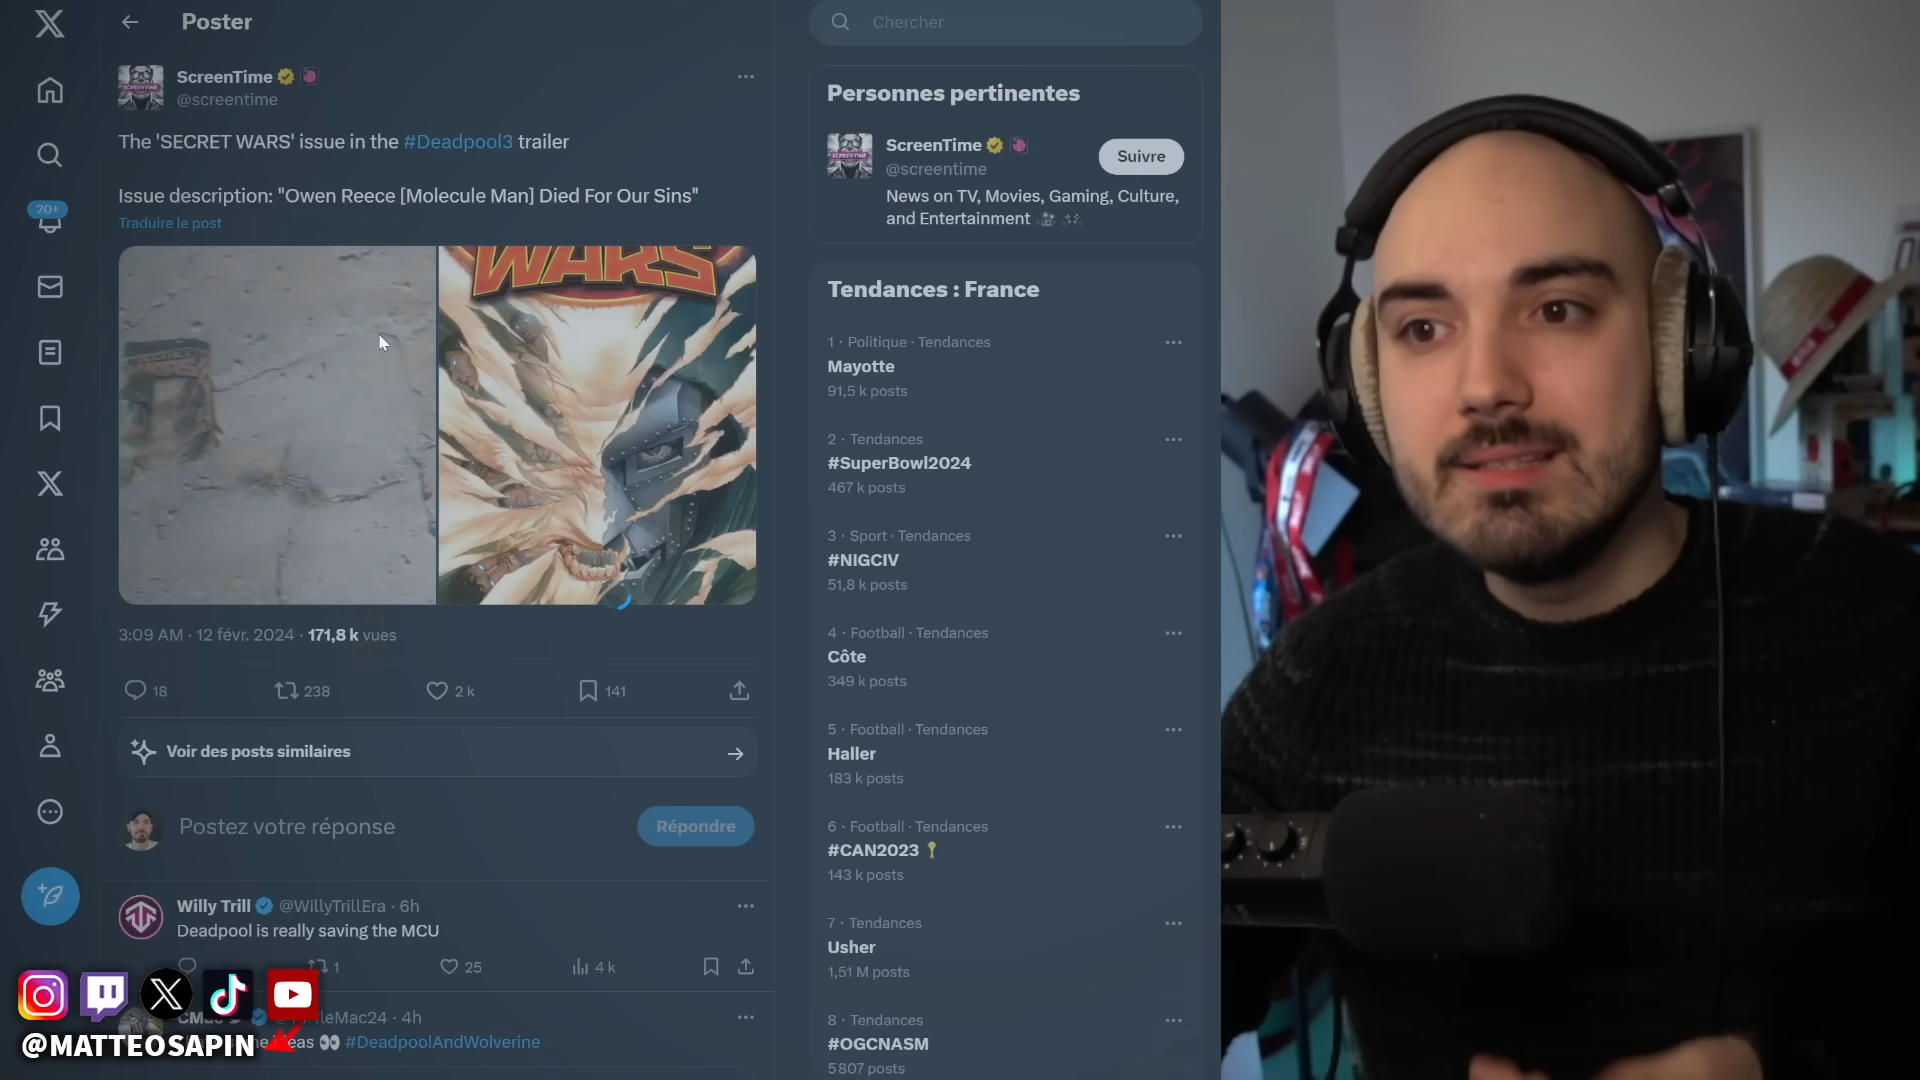 Poster
ScreenTime
@screentime
The 'SECRET WARS' issue in the #Deadpool3 trailer
Issue description: "Owen Reece [Molecule Man] Died For Our Sins"
Traduire le post
WARS
3:09 AM · 12 févr. 2024 · 171,8 k vues
18
238
2 k
141
Voir des posts similaires
Postez votre réponse
Répondre
Willy Trill @WillyTrillEra · 6h
Deadpool is really saving the MCU
1
25
4 k
4h
#DeadpoolAndWolverine
@MATTEOSAPIN
20+
Chercher
Personnes pertinentes
ScreenTime
@screentime
Suivre
News on TV, Movies, Gaming, Culture,
and Entertainment
Tendances : France
1 · Politique · Tendances
Mayotte
91,5 k posts
2 · Tendances
#SuperBowl2024
467 k posts
3 · Sport · Tendances
#NIGCIV
51,8 k posts
4 · Football · Tendances
Côte
349 k posts
5 · Football · Tendances
Haller
183 k posts
6 · Football · Tendances
#CAN2023
143 k posts
7 · Tendances
Usher
1,51 M posts
8 · Tendances
#OGCNASM
5 807 posts